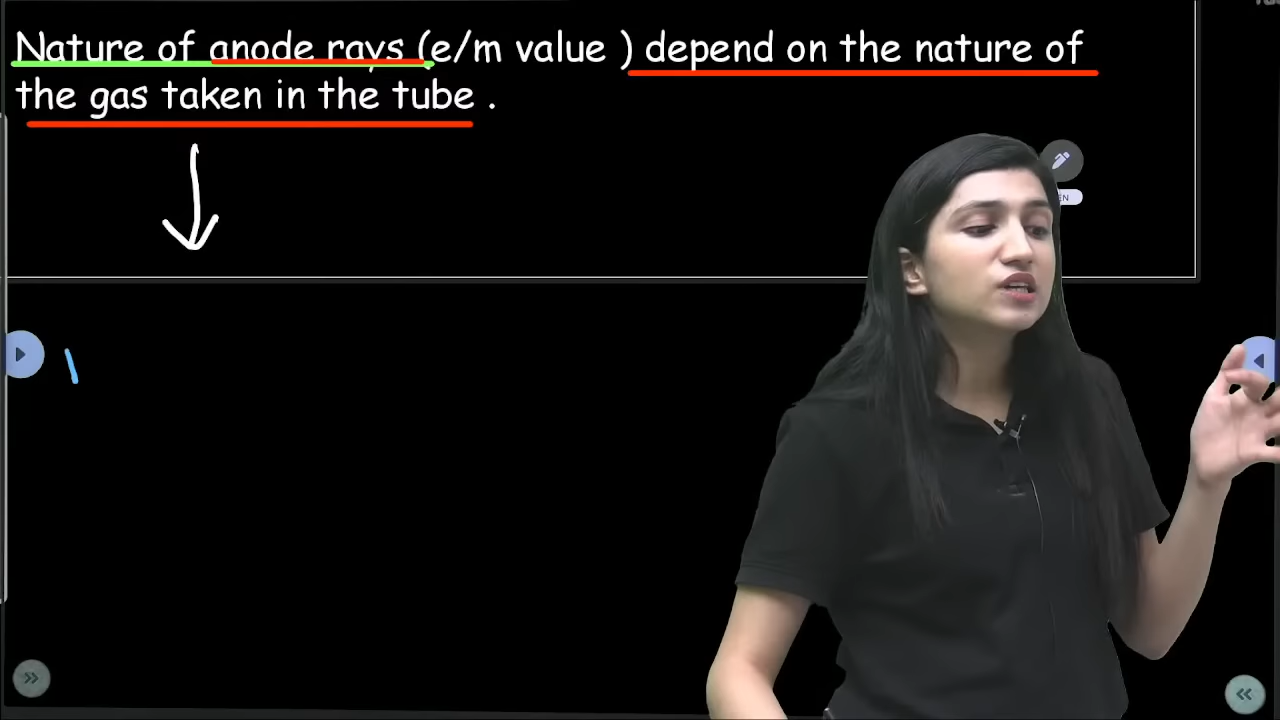 Nature of anode rays (e/m value ) depend on the nature of
the gas taken in the tube .